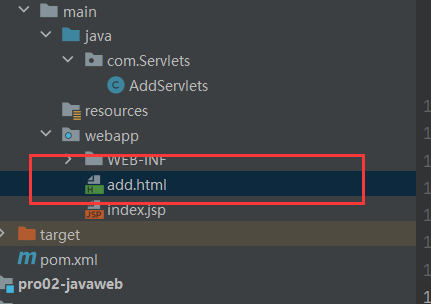 main
java
com.Servlets
C AddServlets
resources
webapp
WEB-INF
H add.html
JSP index.jsp
target
m pom.xml
pro02-javaweb